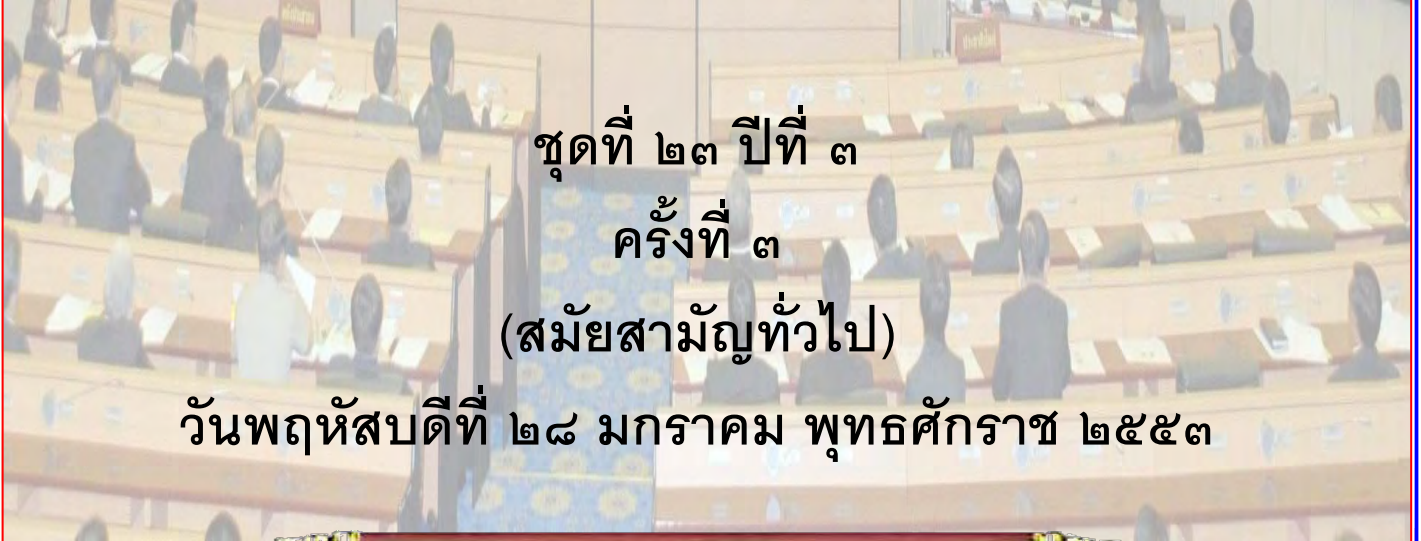 ชุดที่ ๒๓ ปีที่ ๓
ครั้งที่ ๓
(สมัยสามัญทั่วไป)
วันพฤหัสบดีที่ ๒๘ มกราคม พุทธศักราช ๒๕๕๓